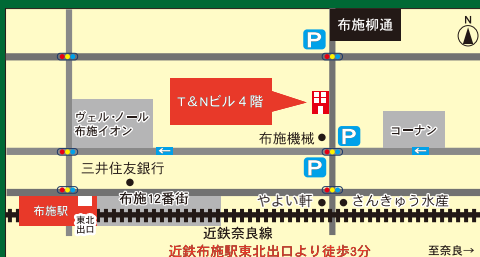 布施柳通
N
P
T&Nビル4階
ヴェル・ノール
布施イオン
布施機械
P
コーナン
P
三井住友銀行
布施12番街
やよい軒
さんきゅう水産
布施駅
東北
出口
近鉄奈良線
近鉄布施駅東北出口より徒歩3分
至奈良→